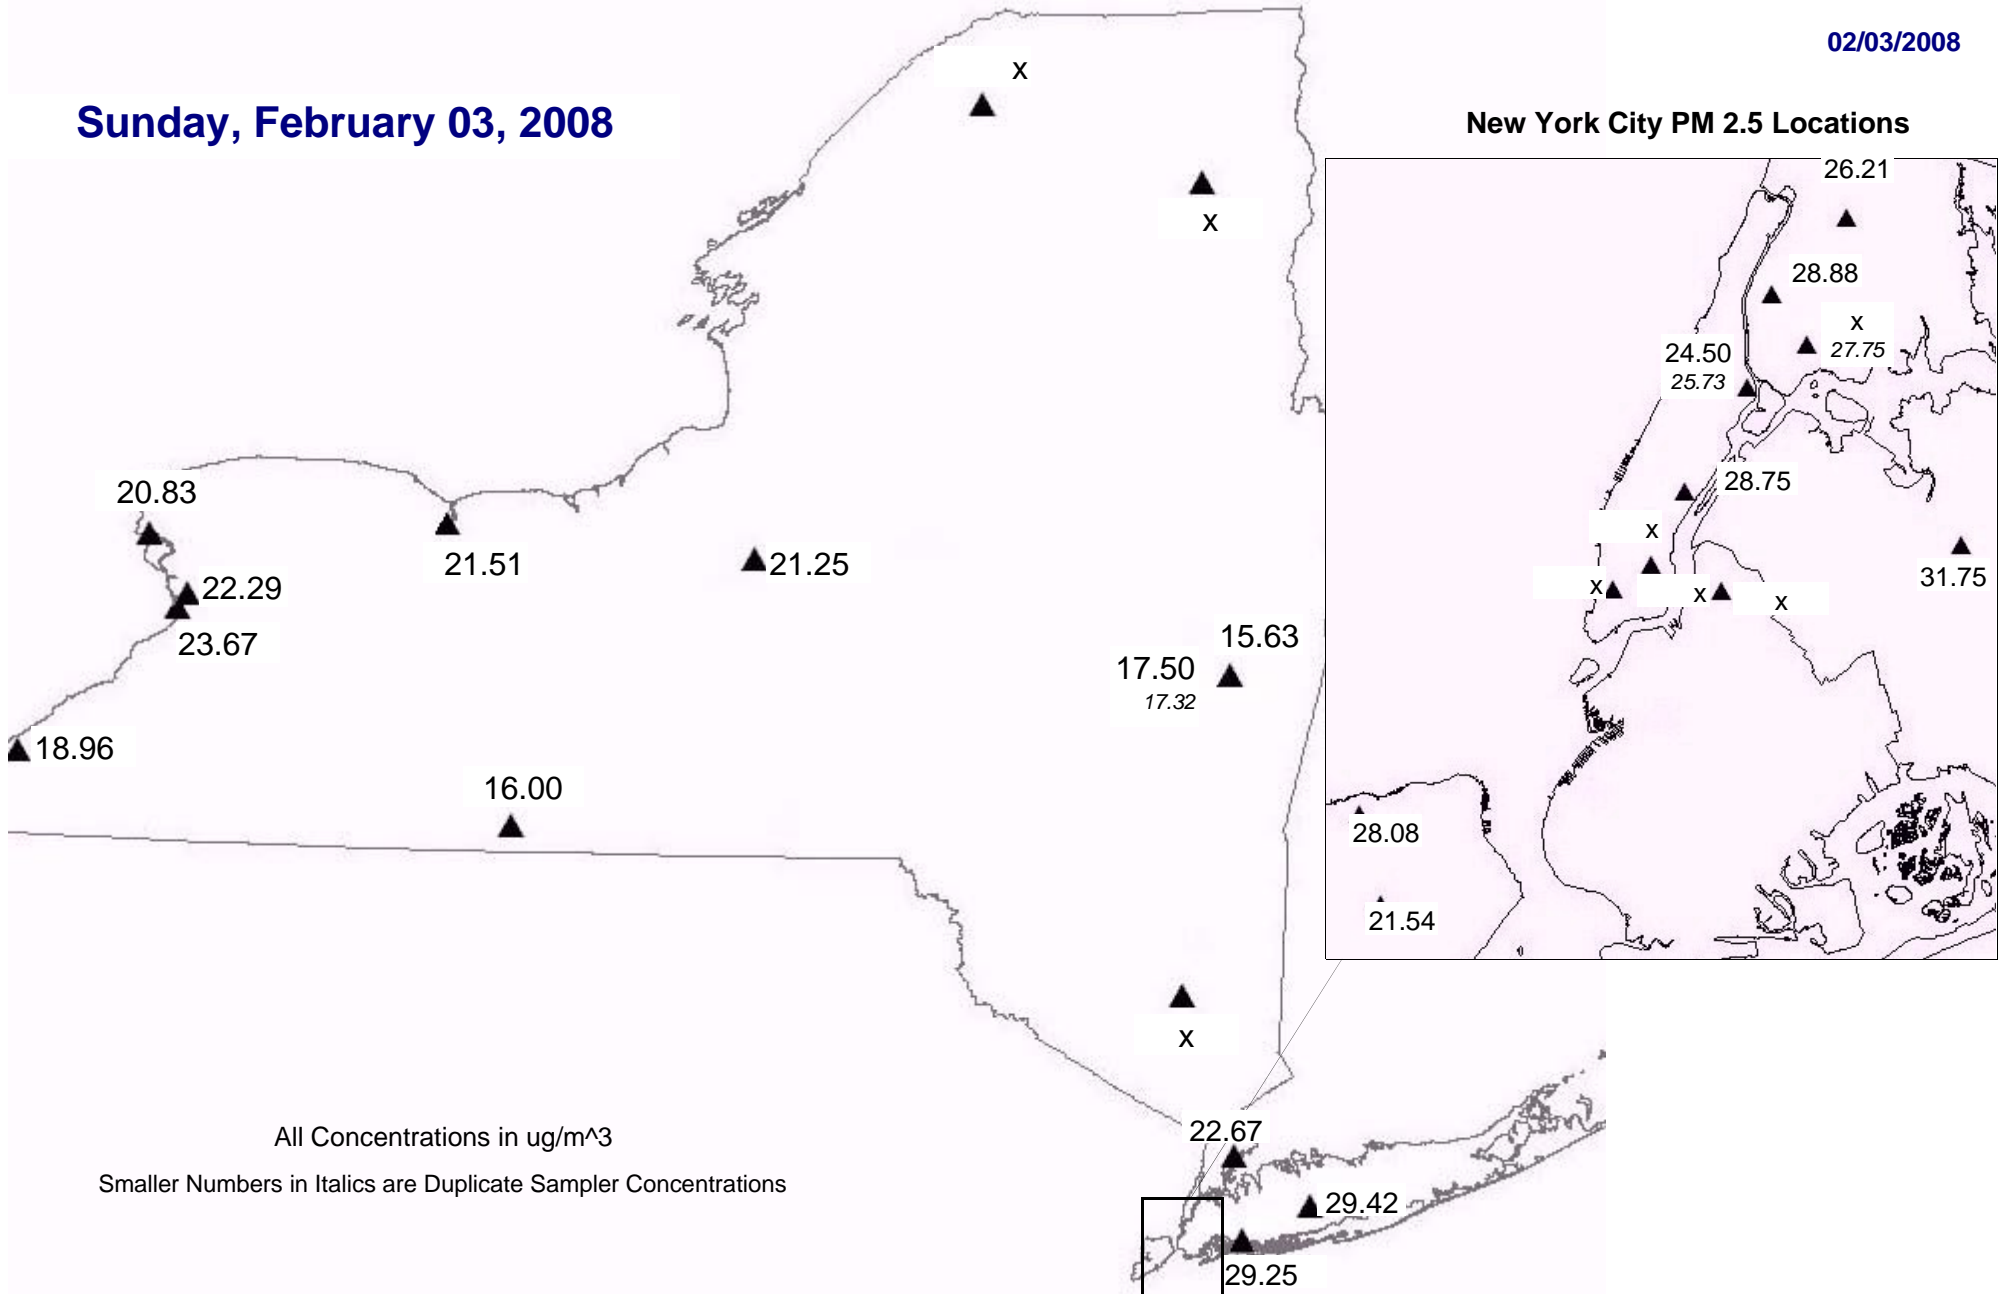 02/03/2008
Sunday, February 03, 2008
New York City PM 2.5 Locations
x
x
26.21
28.88
x
27.75
24.50
25.73
28.75
x
x
x
x
31.75
28.08
21.54
20.83
21.51
21.25
22.29
23.67
15.63
17.50
17.32
18.96
16.00
x
22.67
29.42
29.25
All Concentrations in ug/m^3
Smaller Numbers in Italics are Duplicate Sampler Concentrations